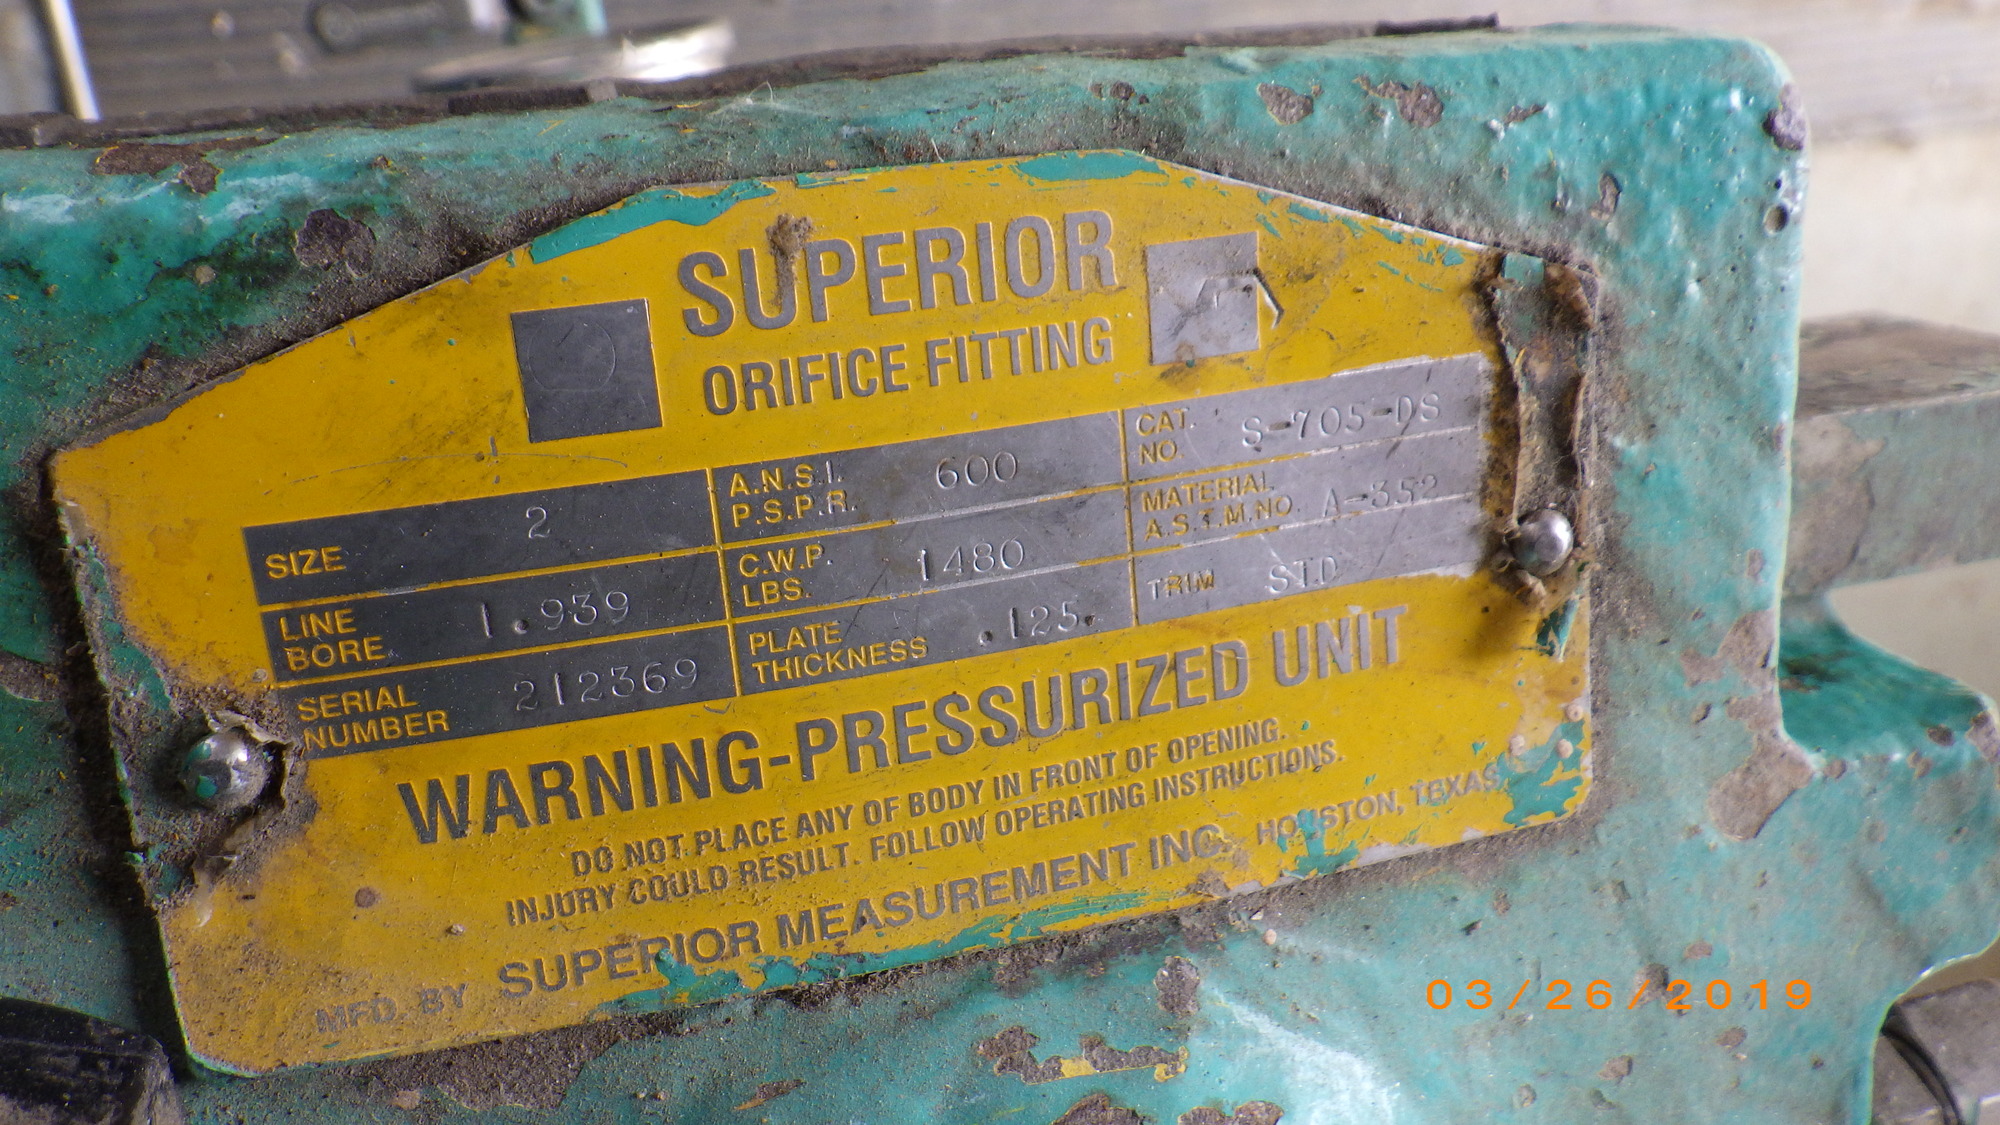 SUPERIOR
ORIFICE FITTING
SIZE 2
A.N.S.I. P.S.P.R. 600
CAT. NO. S-705-DS
LINE BORE 1.939
C.W.P. LBS. 1480
MATERIAL A.S.T.M.NO. A-352
SERIAL NUMBER 212369
PLATE THICKNESS .125.
TRIM STD
WARNING-PRESSURIZED UNIT
DO NOT PLACE ANY OF BODY IN FRONT OF OPENING.
INJURY COULD RESULT. FOLLOW OPERATING INSTRUCTIONS.
MFD. BY SUPERIOR MEASUREMENT INC. HOUSTON, TEXAS
03/26/2019